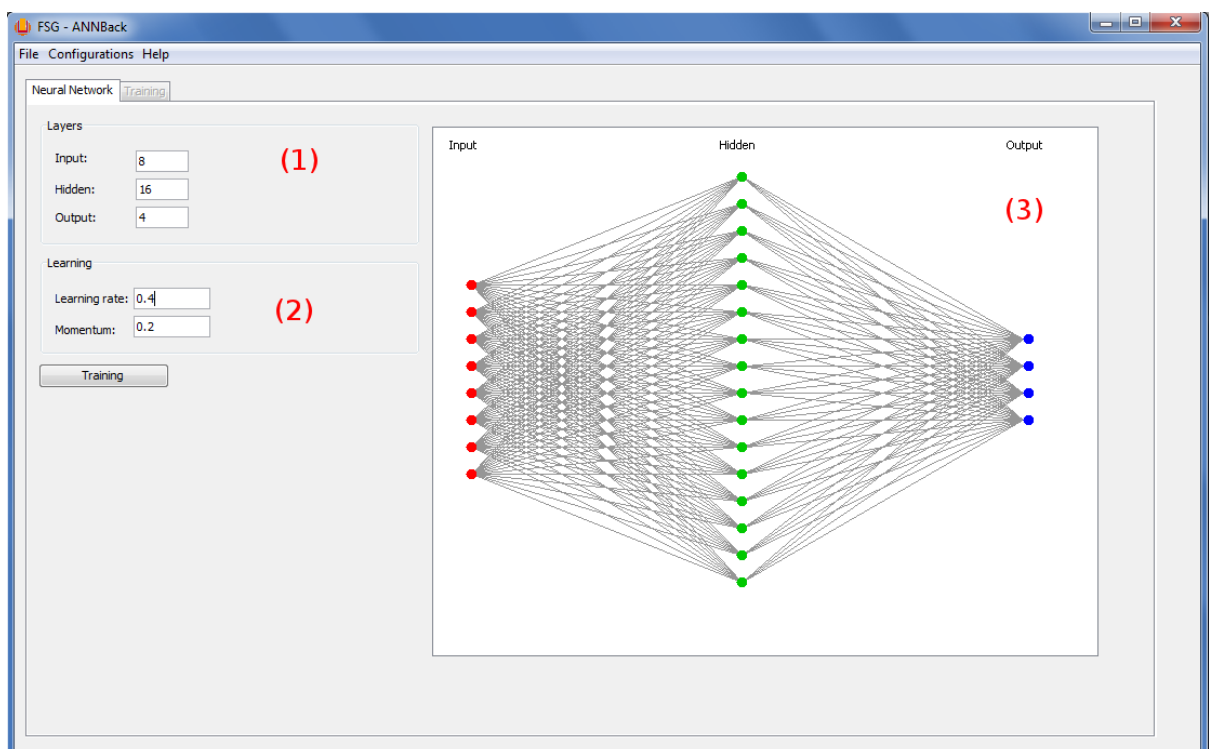 FSG - ANNBack
File Configurations Help
Neural Network Training
Layers
Input: 8
Hidden: 16
Output: 4
(1)
Learning
Learning rate: 0.4
Momentum: 0.2
(2)
Training
Input Hidden Output
(3)